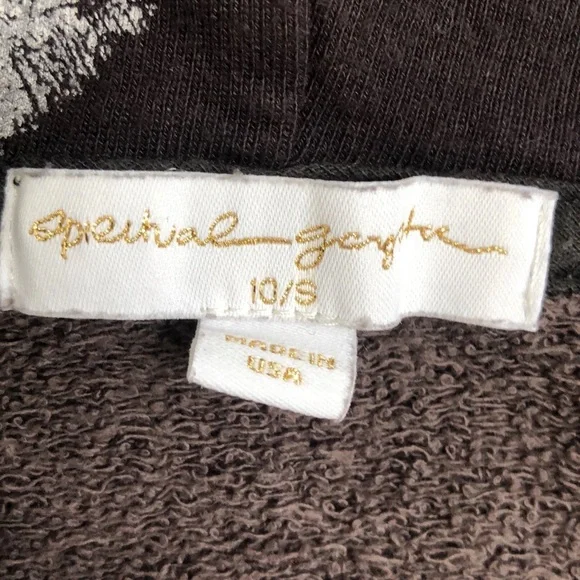 spiritual gangster
10/S
MADE IN
USA